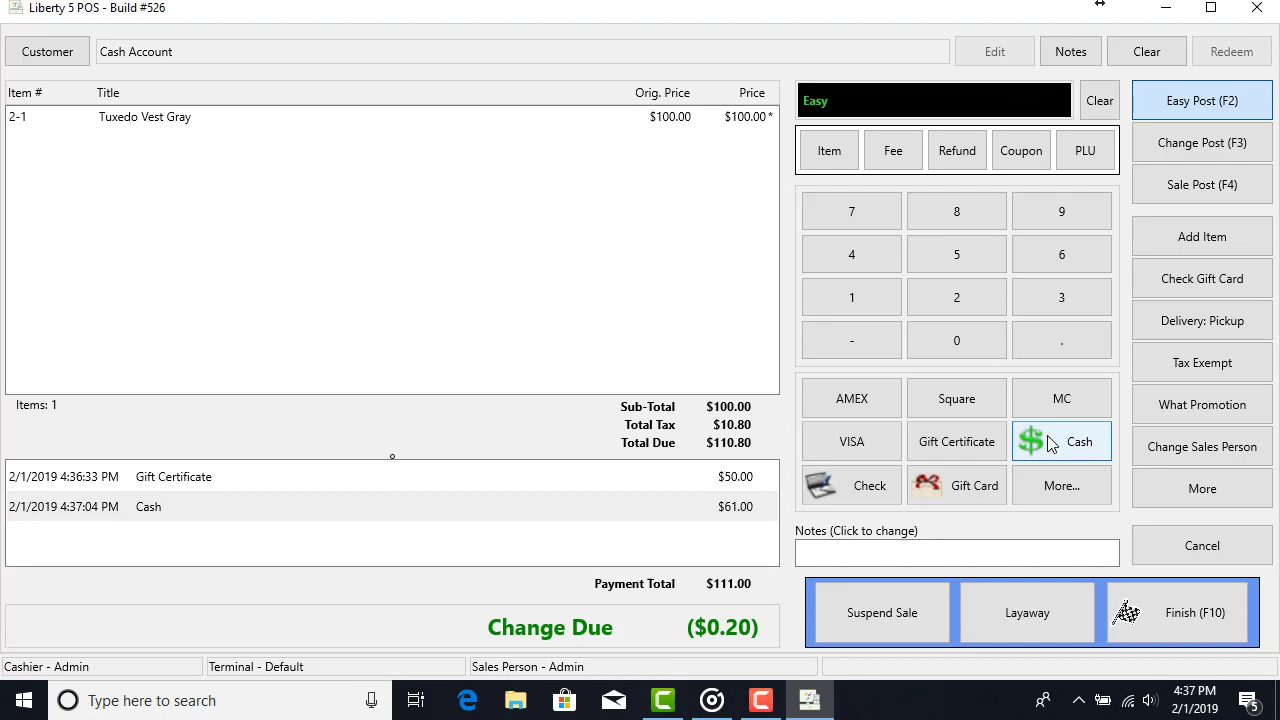 Liberty 5 POS - Build #526
Customer Cash Account Edit Notes Clear Redeem
Item # Title Orig. Price Price
2-1 Tuxedo Vest Gray $100.00 $100.00 *
Items: 1
Sub-Total $100.00
Total Tax $10.80
Total Due $110.80
2/1/2019 4:36:33 PM Gift Certificate $50.00
2/1/2019 4:37:04 PM Cash $61.00
Payment Total $111.00
Change Due ($0.20)
Easy Clear
Item Fee Refund Coupon PLU
7 8 9
4 5 6
1 2 3
- 0 .
AMEX Square MC
VISA Gift Certificate $ Cash
Check Gift Card More...
Notes (Click to change)
Easy Post (F2)
Change Post (F3)
Sale Post (F4)
Add Item
Check Gift Card
Delivery: Pickup
Tax Exempt
What Promotion
Change Sales Person
More
Cancel
Suspend Sale Layaway Finish (F10)
Cashier - Admin Terminal - Default Sales Person - Admin
Type here to search
4:37 PM
2/1/2019
5